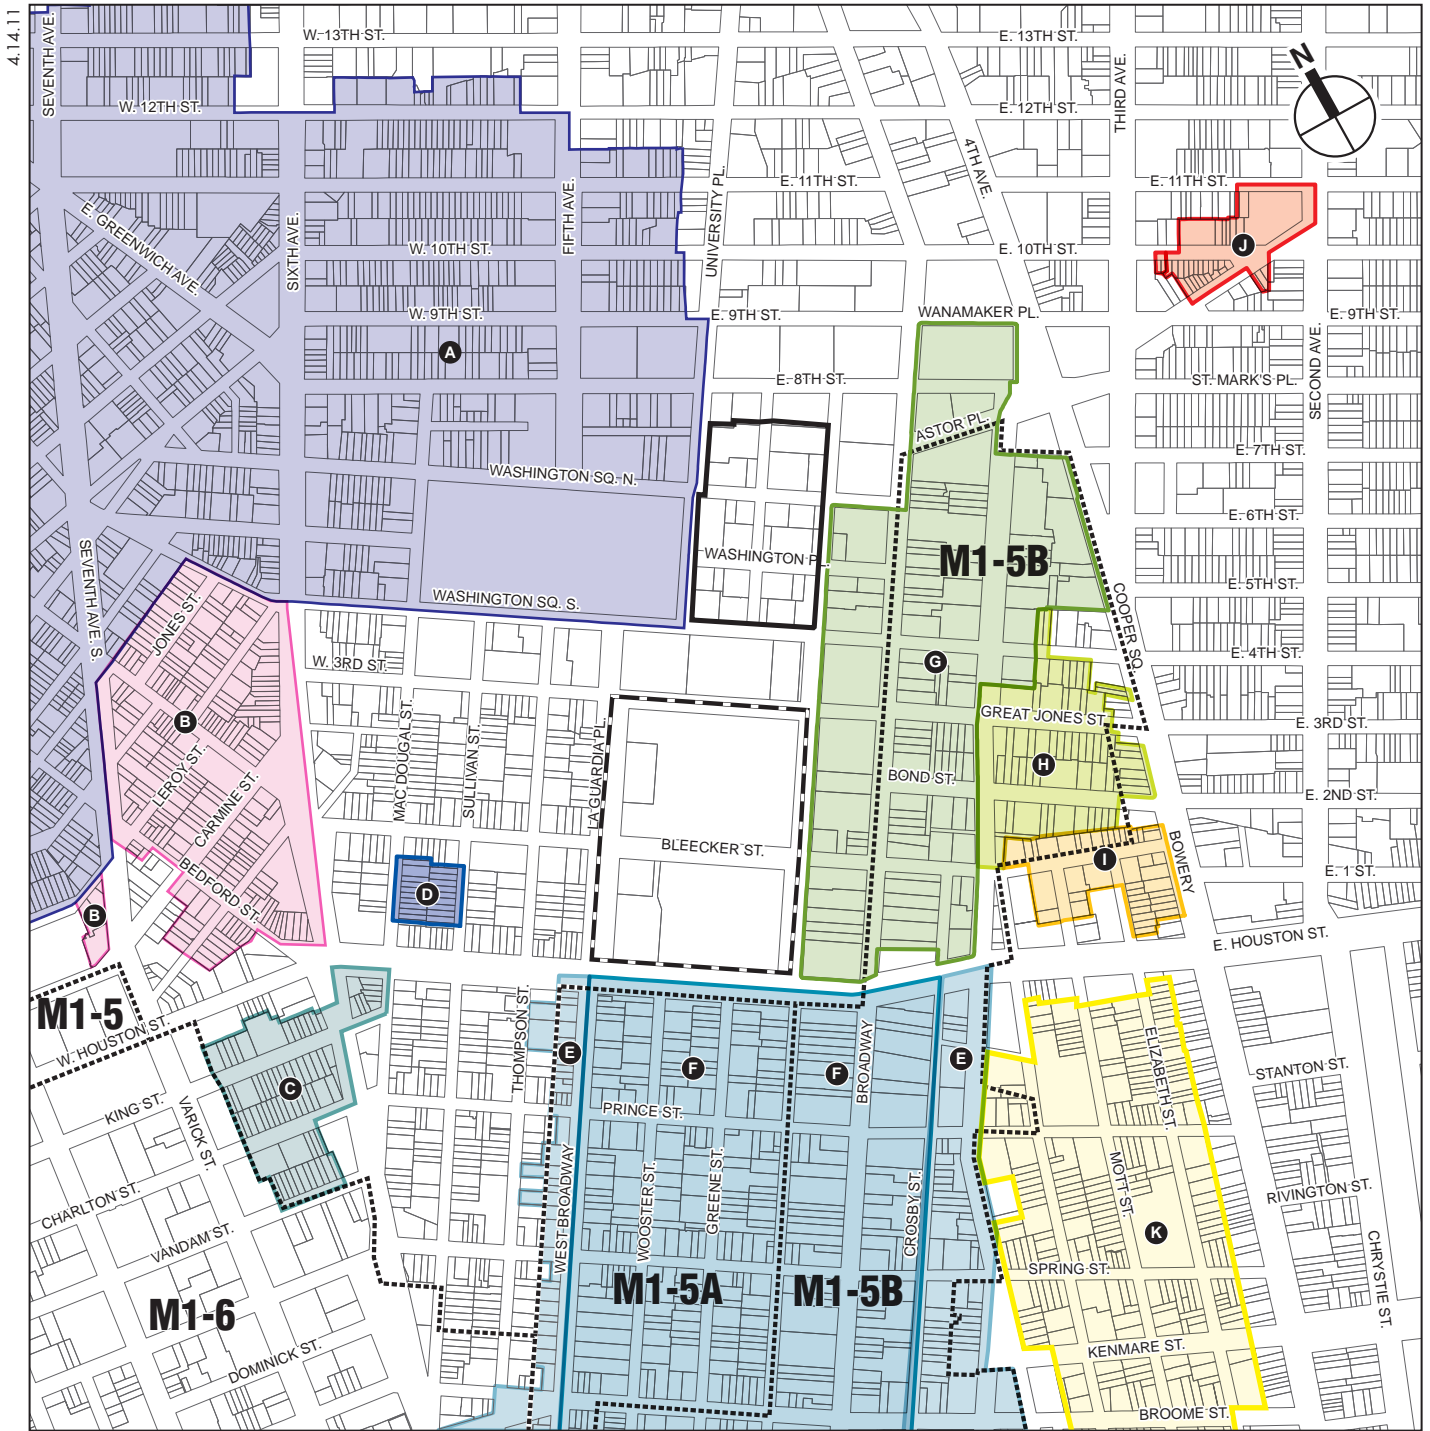 4.14.11
SEVENTH AVE.
W. 13TH ST.
E. 13TH ST.
THIRD AVE.
N
W. 12TH ST.
E. 12TH ST.
4TH AVE.
E. 11TH ST.
E. 11TH ST.
E. GREENWICH AVE.
SIXTH AVE.
FIFTH AVE.
UNIVERSITY PL.
W. 10TH ST.
E. 10TH ST.
J
W. 9TH ST.
E. 9TH ST.
WANAMAKER PL.
E. 9TH ST.
A
E. 8TH ST.
ST. MARK'S PL.
SECOND AVE.
ASTOR PL.
E. 7TH ST.
WASHINGTON SQ. N.
E. 6TH ST.
WASHINGTON PL.
M1-5B
SEVENTH AVE. S.
E. 5TH ST.
WASHINGTON SQ. S.
COOPER SQ.
JONES ST.
W. 3RD ST.
G
E. 4TH ST.
B
MAC DOUGAL ST.
SULLIVAN ST.
LA GUARDIA PL.
GREAT JONES ST.
E. 3RD ST.
LEROY ST.
H
BOND ST.
CARMINE ST.
E. 2ND ST.
BLEECKER ST.
BEDFORD ST.
D
I
BOWERY
E. 1 ST.
B
E. HOUSTON ST.
M1-5
W. HOUSTON ST.
THOMPSON ST.
E
F
F
BROADWAY
E
ELIZABETH ST.
STANTON ST.
C
KING ST.
VARICK ST.
PRINCE ST.
CHARLTON ST.
VANDAM ST.
WEST BROADWAY
WOOSTER ST.
GREENE ST.
CROSBY ST.
MOTT ST.
K
RIVINGTON ST.
CHRYSTIE ST.
SPRING ST.
M1-6
M1-5A
M1-5B
DOMINICK ST.
KENMARE ST.
BROOME ST.